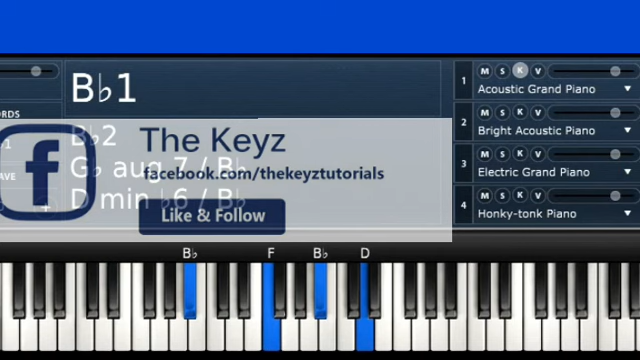 B♭1
1 M S K V
Acoustic Grand Piano
ORDS
B♭2
The Keyz
2 M S K V
Bright Acoustic Piano
G♭ aug 7 / B♭
facebook.com/thekeyztutorials
3 M S K V
Electric Grand Piano
AVE
D min ♭6 / B♭
Like & Follow
4 M S K V
Honky-tonk Piano
B♭ F B♭ D